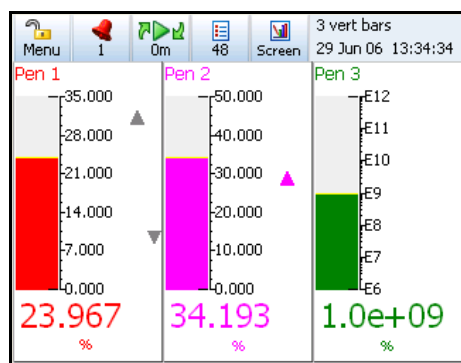 Menu 1 0m 48 Screen
3 vert bars
29 Jun 06 13:34:34
Pen 1
35.000
28.000
21.000
14.000
7.000
0.000
23.967
%
Pen 2
50.000
40.000
30.000
20.000
10.000
0.000
34.193
%
Pen 3
E12
E11
E10
E9
E8
E7
E6
1.0e+09
%